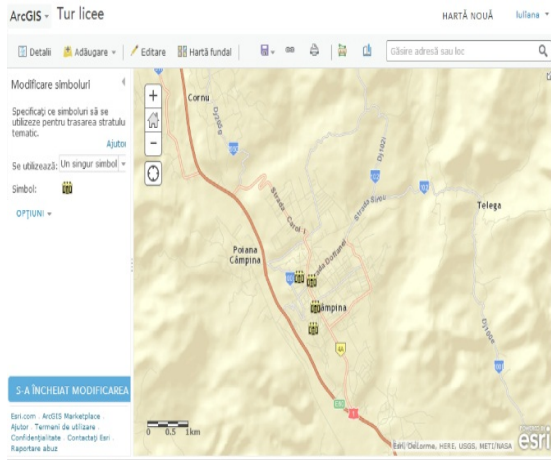 ArcGIS Tur licee
HARTĂ NOUĂ Iuliana
Detalii Adăugare Editare Hartă fundal Găsire adresă sau loc
Modificare simboluri
Specificați ce simboluri să se
utilizeze pentru trasarea stratului
tematic.
Ajutor
Se utilizează: Un singur simbol
Simbol:
OPȚIUNI
S-A ÎNCHEIAT MODIFICAREA
Esri.com . ArcGIS Marketplace .
Ajutor . Termeni de utilizare .
Confidențialitate . Contactați Esri .
Raportare abuz
+
−
Cornu
Strada Carol I
Telega
Poiana
Câmpina
Câmpina
0 0.5 1km
Esri, DeLorme, HERE, USGS, METI/NASA
esri